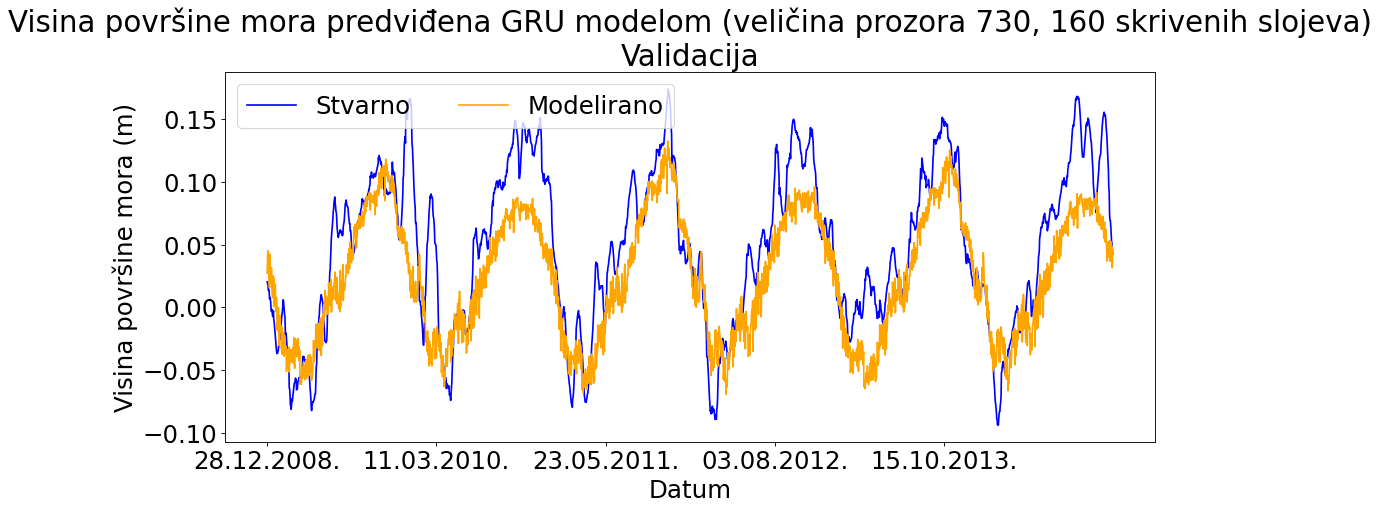 Visina površine mora predviđena GRU modelom (veličina prozora 730, 160 skrivenih slojeva)
Validacija
Stvarno
Modelirano
Visina površine mora (m)
0.15
0.10
0.05
0.00
−0.05
−0.10
28.12.2008. 11.03.2010. 23.05.2011. 03.08.2012. 15.10.2013.
Datum